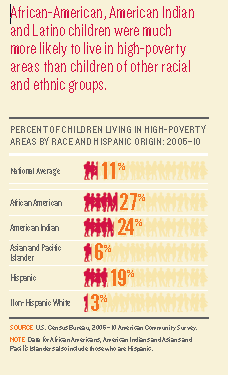 African-American, American Indian
and Latino children were much
more likely to live in high-poverty
areas than children of other racial
and ethnic groups.
PERCENT OF CHILDREN LIVING IN HIGH-POVERTY
AREAS BY RACE AND HISPANIC ORIGIN: 2006–10
National Average 11%
African American 27%
American Indian 24%
Asian and Pacific
Islander 6%
Hispanic 19%
Non-Hispanic White 3%
SOURCE U.S. Census Bureau, 2006–10 American Community Survey.
NOTE Data for African Americans, American Indians and Asians and
Pacific Islanders also include those who are Hispanic.